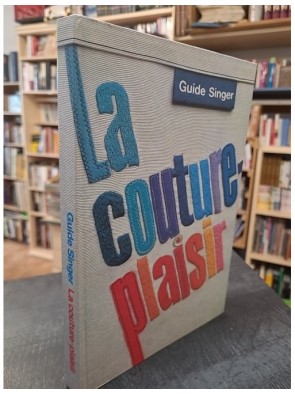 Guide Singer
La
couture
plaisir
Guide Singer La couture plaisir